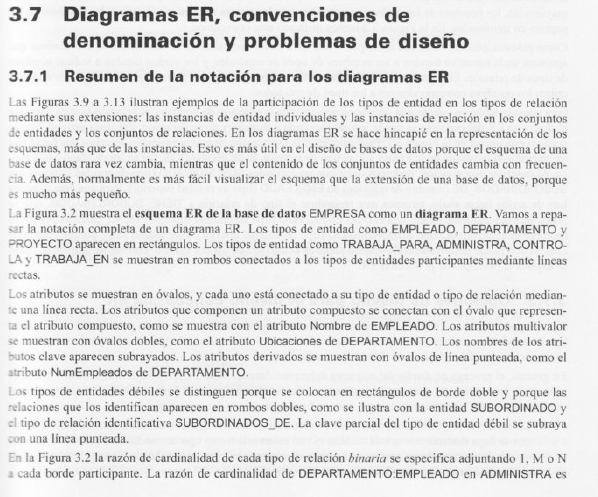 3.7 Diagramas ER, convenciones de
denominación y problemas de diseño
3.7.1 Resumen de la notación para los diagramas ER
Las Figuras 3.9 a 3.13 ilustran ejemplos de la participación de los tipos de entidad en los tipos de relación
mediante sus extensiones: las instancias de entidad individuales y las instancias de relación en los conjuntos
de entidades y los conjuntos de relaciones. En los diagramas ER se hace hincapié en la representación de los
esquemas, más que de las instancias. Esto es más útil en el diseño de bases de datos porque el esquema de una
base de datos rara vez cambia, mientras que el contenido de los conjuntos de entidades cambia con frecuen-
cia. Además, normalmente es más fácil visualizar el esquema que la extensión de una base de datos, porque
es mucho más pequeño.
La Figura 3.2 muestra el esquema ER de la base de datos EMPRESA como un diagrama ER. Vamos a repa-
sar la notación completa de un diagrama ER. Los tipos de entidad como EMPLEADO, DEPARTAMENTO y
PROYECTO aparecen en rectángulos. Los tipos de entidad como TRABAJA_PARA, ADMINISTRA, CONTRO-
LA y TRABAJA_EN se muestran en rombos conectados a los tipos de entidades participantes mediante líneas
rectas.
Los atributos se muestran en óvalos, y cada uno está conectado a su tipo de entidad o tipo de relación median-
te una línea recta. Los atributos que componen un atributo compuesto se conectan con el óvalo que represen-
ta el atributo compuesto, como se muestra con el atributo Nombre de EMPLEADO. Los atributos multivalor
se muestran con óvalos dobles, como el atributo Ubicaciones de DEPARTAMENTO. Los nombres de los atri-
butos clave aparecen subrayados. Los atributos derivados se muestran con óvalos de línea punteada, como el
atributo NumEmpleados de DEPARTAMENTO.
Los tipos de entidades débiles se distinguen porque se colocan en rectángulos de borde doble y porque las
relaciones que los identifican aparecen en rombos dobles, como se ilustra con la entidad SUBORDINADO y
el tipo de relación identificativa SUBORDINADOS_DE. La clave parcial del tipo de entidad débil se subraya
con una línea punteada.
En la Figura 3.2 la razón de cardinalidad de cada tipo de relación binaria se especifica adjuntando 1, M o N
a cada borde participante. La razón de cardinalidad de DEPARTAMENTO:EMPLEADO en ADMINISTRA es